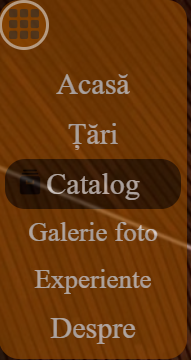 Acasă
Țări
Catalog
Galerie foto
Experiente
Despre